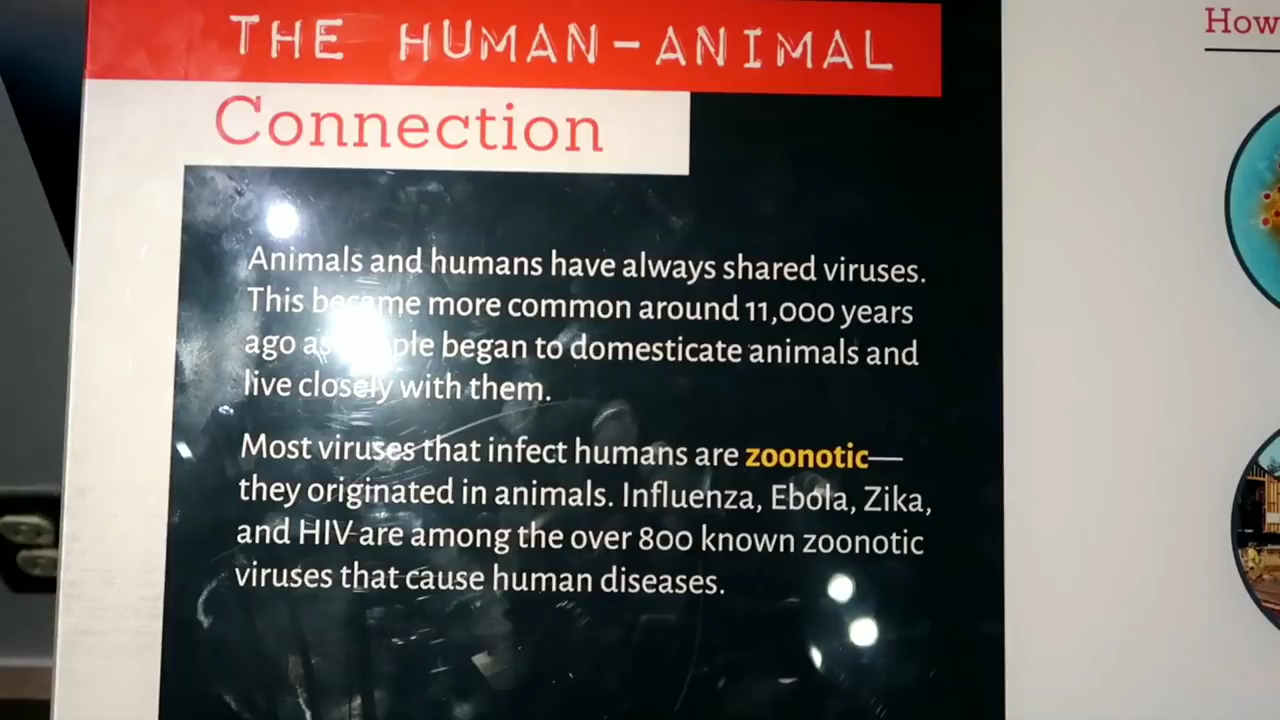 THE HUMAN-ANIMAL
Connection
Animals and humans have always shared viruses.
This became more common around 11,000 years
ago as people began to domesticate animals and
live closely with them.
Most viruses that infect humans are zoonotic—
they originated in animals. Influenza, Ebola, Zika,
and HIV are among the over 800 known zoonotic
viruses that cause human diseases.
How